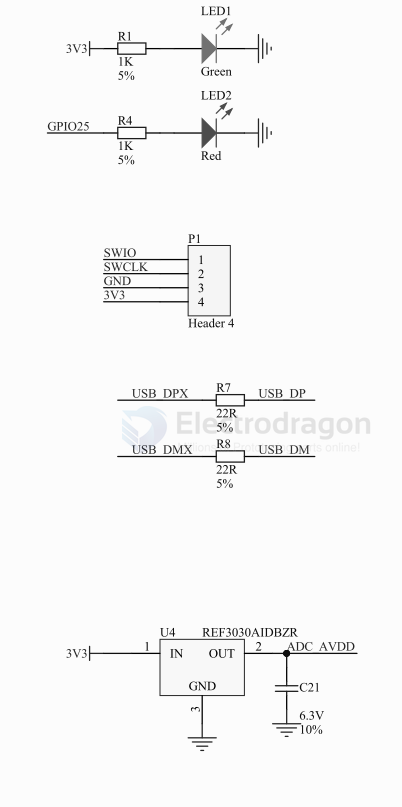 LED1
3V3
R1
1K
5%
Green
LED2
GPIO25
R4
1K
5%
Red
P1
SWIO 1
SWCLK 2
GND 3
3V3 4
Header 4
USB_DPX R7 USB_DP
22R
5%
Electrodragon
online!
USB_DMX R8 USB_DM
22R
5%
U4 REF3030AIDBZR
3V3 1 IN OUT 2 ADC_AVDD
GND
3
C21
6.3V
10%